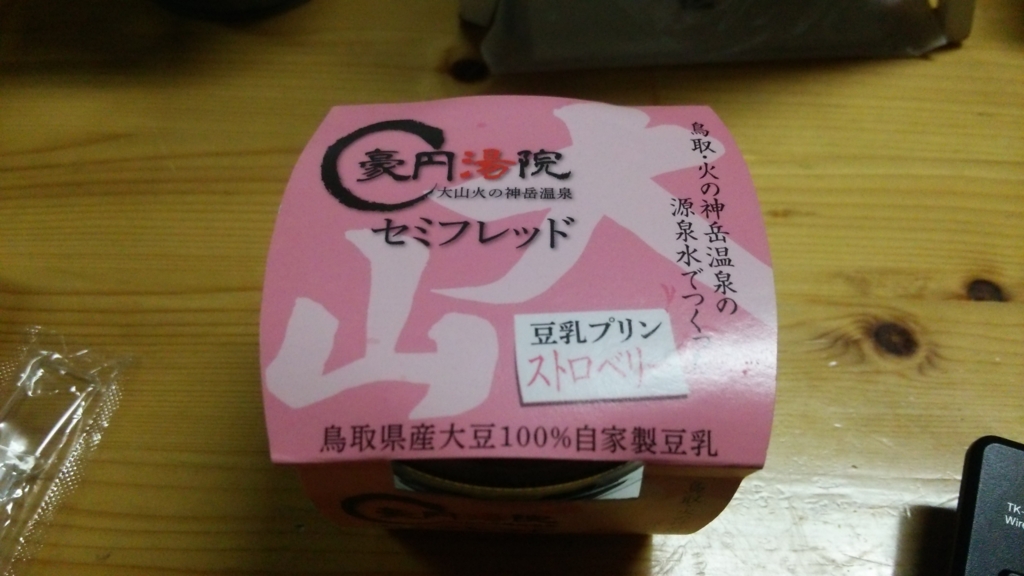 豪円湯院
大山火の神岳温泉
セミフレッド
大山
鳥取・火の神岳温泉の
源泉水でつく
豆乳プリン
ストロベリー
鳥取県産大豆100%自家製豆乳
TK-
Wire